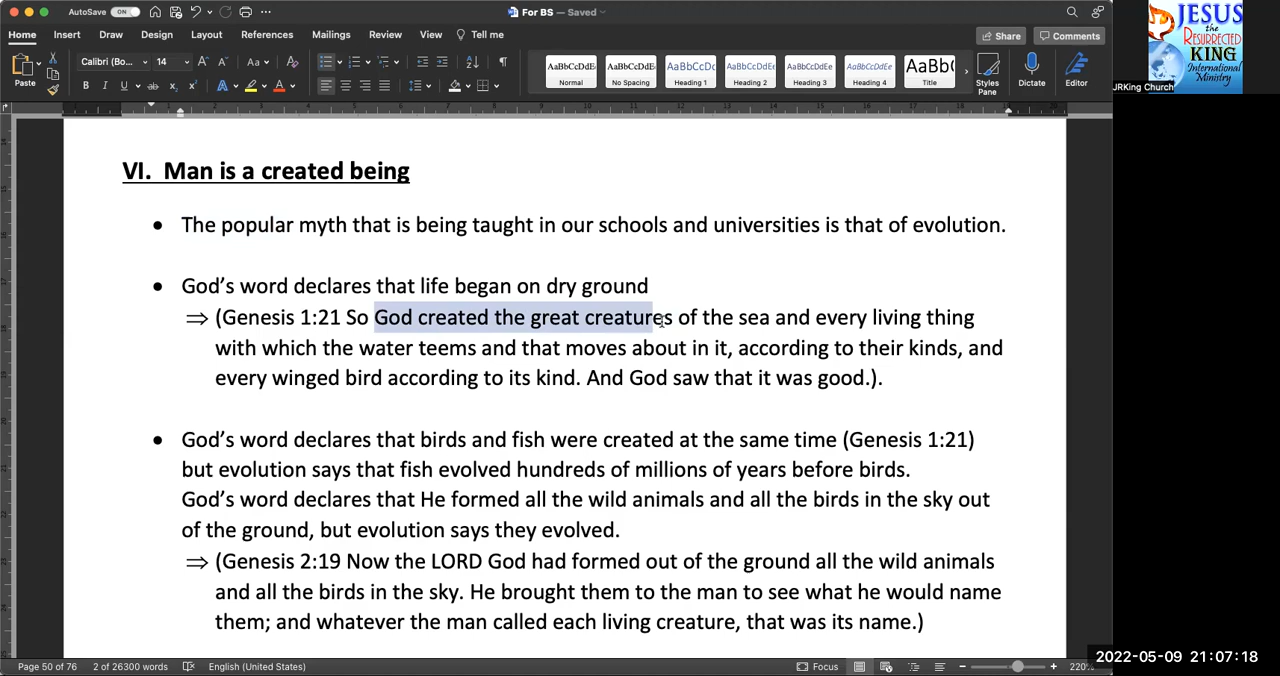 AutoSave ON For BS — Saved
Home Insert Draw Design Layout References Mailings Review View Tell me Share Comments
Paste Calibri (Bo... 14 AaBbCcDdEe Normal AaBbCcDdEe No Spacing AaBbCcDc Heading 1 AaBbCcDdEe Heading 2 AaBbCcDdEe Heading 3 AaBbCcDdEe Heading 4 AaBb( Title Styles Pane Dictate Editor
JESUS
the
RESURRECTED
KING
International
Ministry
JRKing Church
VI. Man is a created being
• The popular myth that is being taught in our schools and universities is that of evolution.
• God’s word declares that life began on dry ground
⇒ (Genesis 1:21 So God created the great creatures of the sea and every living thing
with which the water teems and that moves about in it, according to their kinds, and
every winged bird according to its kind. And God saw that it was good.).
• God’s word declares that birds and fish were created at the same time (Genesis 1:21)
but evolution says that fish evolved hundreds of millions of years before birds.
God’s word declares that He formed all the wild animals and all the birds in the sky out
of the ground, but evolution says they evolved.
⇒ (Genesis 2:19 Now the LORD God had formed out of the ground all the wild animals
and all the birds in the sky. He brought them to the man to see what he would name
them; and whatever the man called each living creature, that was its name.)
Page 50 of 76 2 of 26300 words English (United States) Focus 220%
2022-05-09 21:07:18